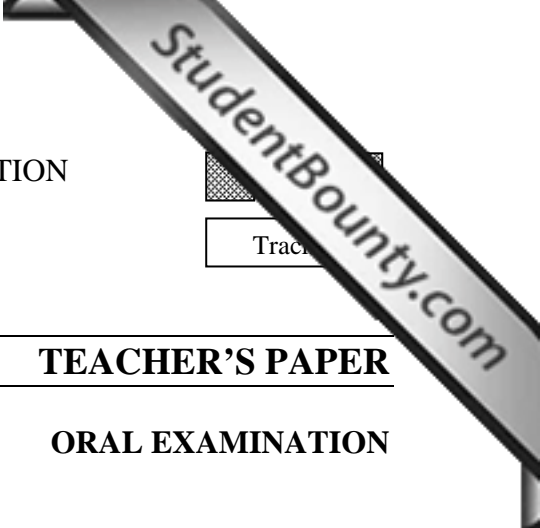 StudentBounty.com
TION
Trac
TEACHER'S PAPER
ORAL EXAMINATION